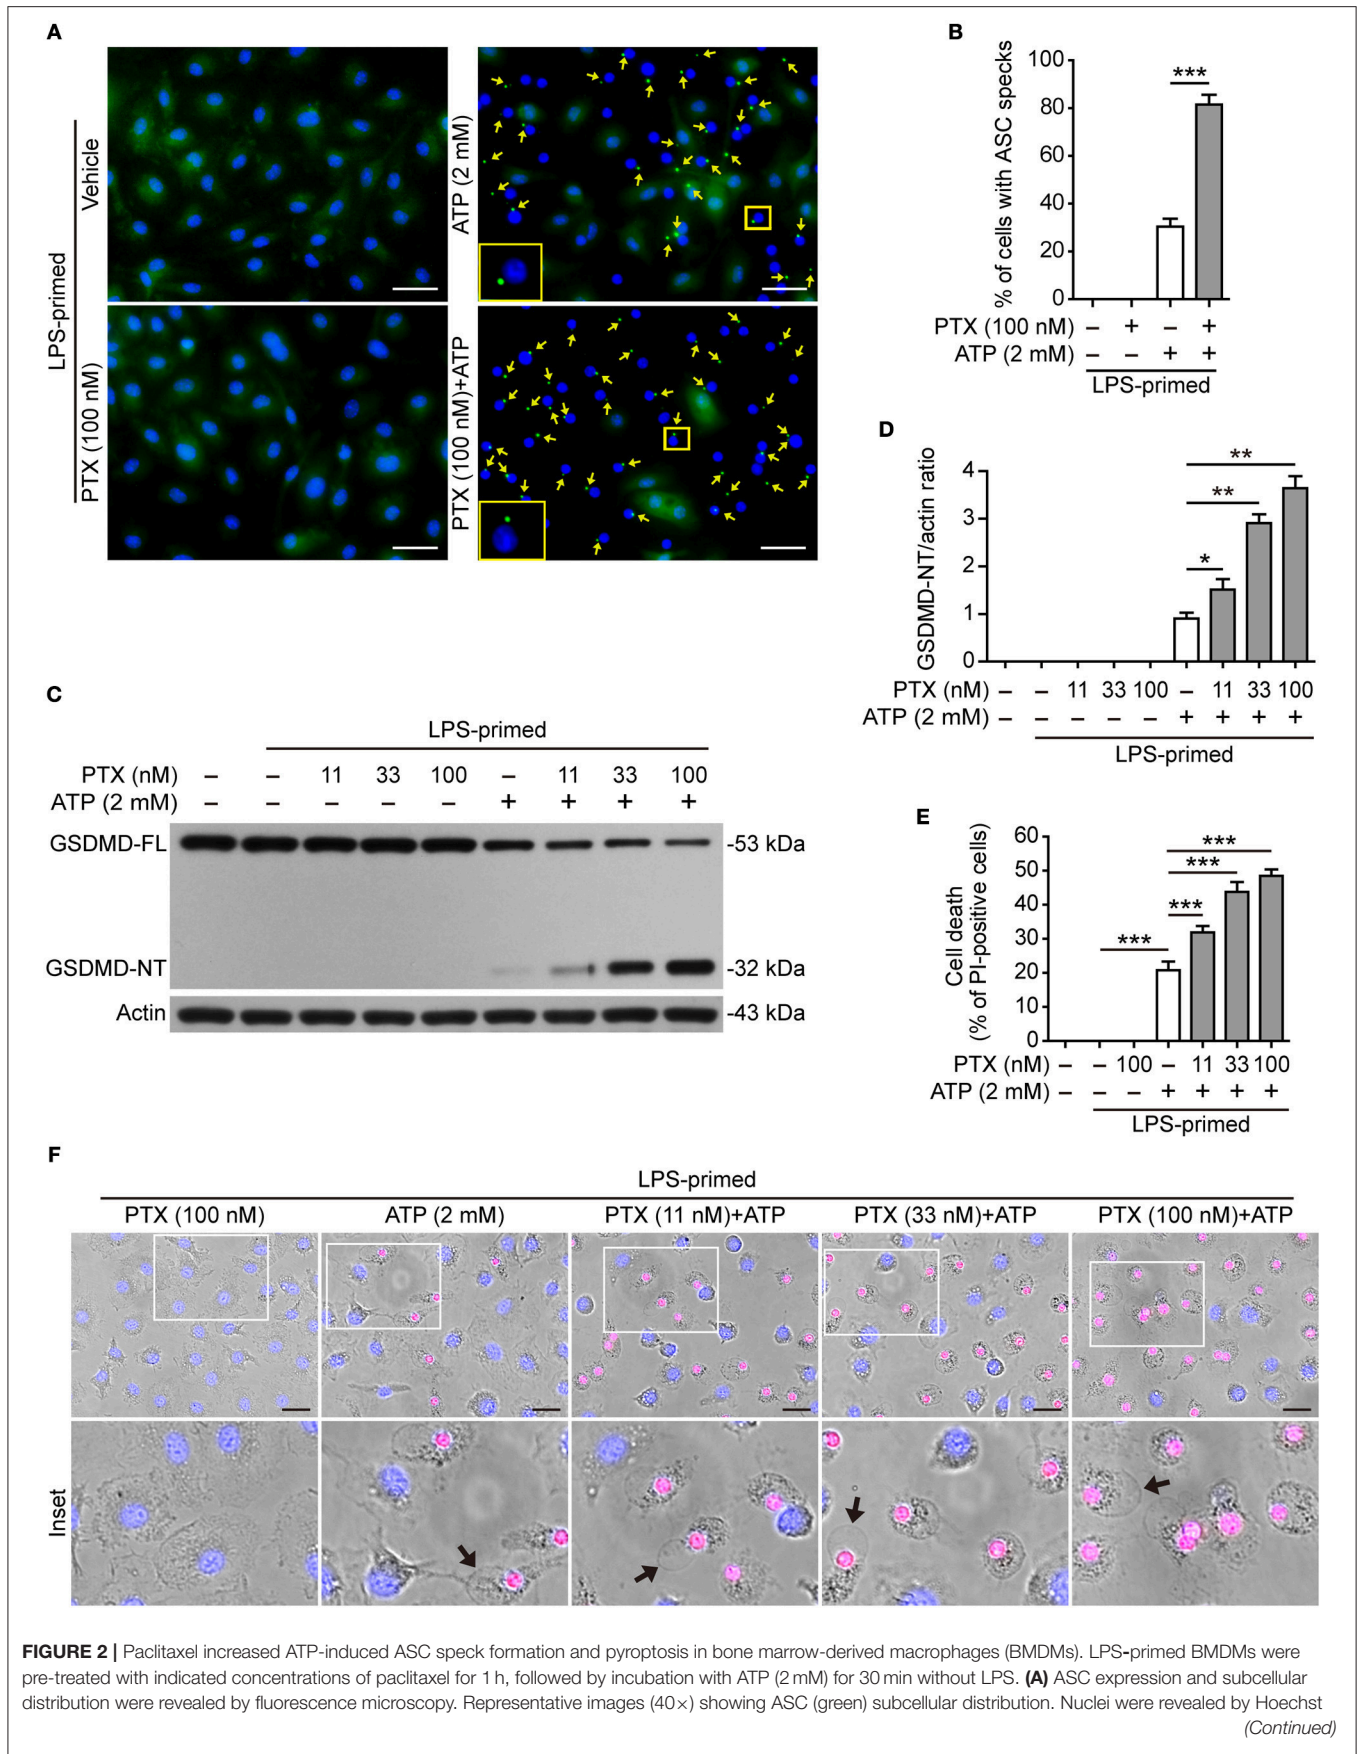 A
LPS-primed
Vehicle
PTX (100 nM)
ATP (2 mM)
PTX (100 nM)+ATP
B
% of cells with ASC specks
100
80
60
40
20
0
***
PTX (100 nM) – + – +
ATP (2 mM) – – + +
LPS-primed
C
LPS-primed
PTX (nM) – – 11 33 100 – 11 33 100
ATP (2 mM) – – – – – + + + +
GSDMD-FL -53 kDa
GSDMD-NT -32 kDa
Actin -43 kDa
D
GSDMD-NT/actin ratio
4
3
2
1
0
**
**
*
PTX (nM) – – 11 33 100 – 11 33 100
ATP (2 mM) – – – – – + + + +
LPS-primed
E
Cell death
(% of PI-positive cells)
60
50
40
30
20
10
0
***
***
***
***
PTX (nM) – – 100 – 11 33 100
ATP (2 mM) – – – + + + +
LPS-primed
F
LPS-primed
PTX (100 nM) ATP (2 mM) PTX (11 nM)+ATP PTX (33 nM)+ATP PTX (100 nM)+ATP
Inset
FIGURE 2 | Paclitaxel increased ATP-induced ASC speck formation and pyroptosis in bone marrow-derived macrophages (BMDMs). LPS-primed BMDMs were
pre-treated with indicated concentrations of paclitaxel for 1 h, followed by incubation with ATP (2 mM) for 30 min without LPS. (A) ASC expression and subcellular
distribution were revealed by fluorescence microscopy. Representative images (40×) showing ASC (green) subcellular distribution. Nuclei were revealed by Hoechst
(Continued)